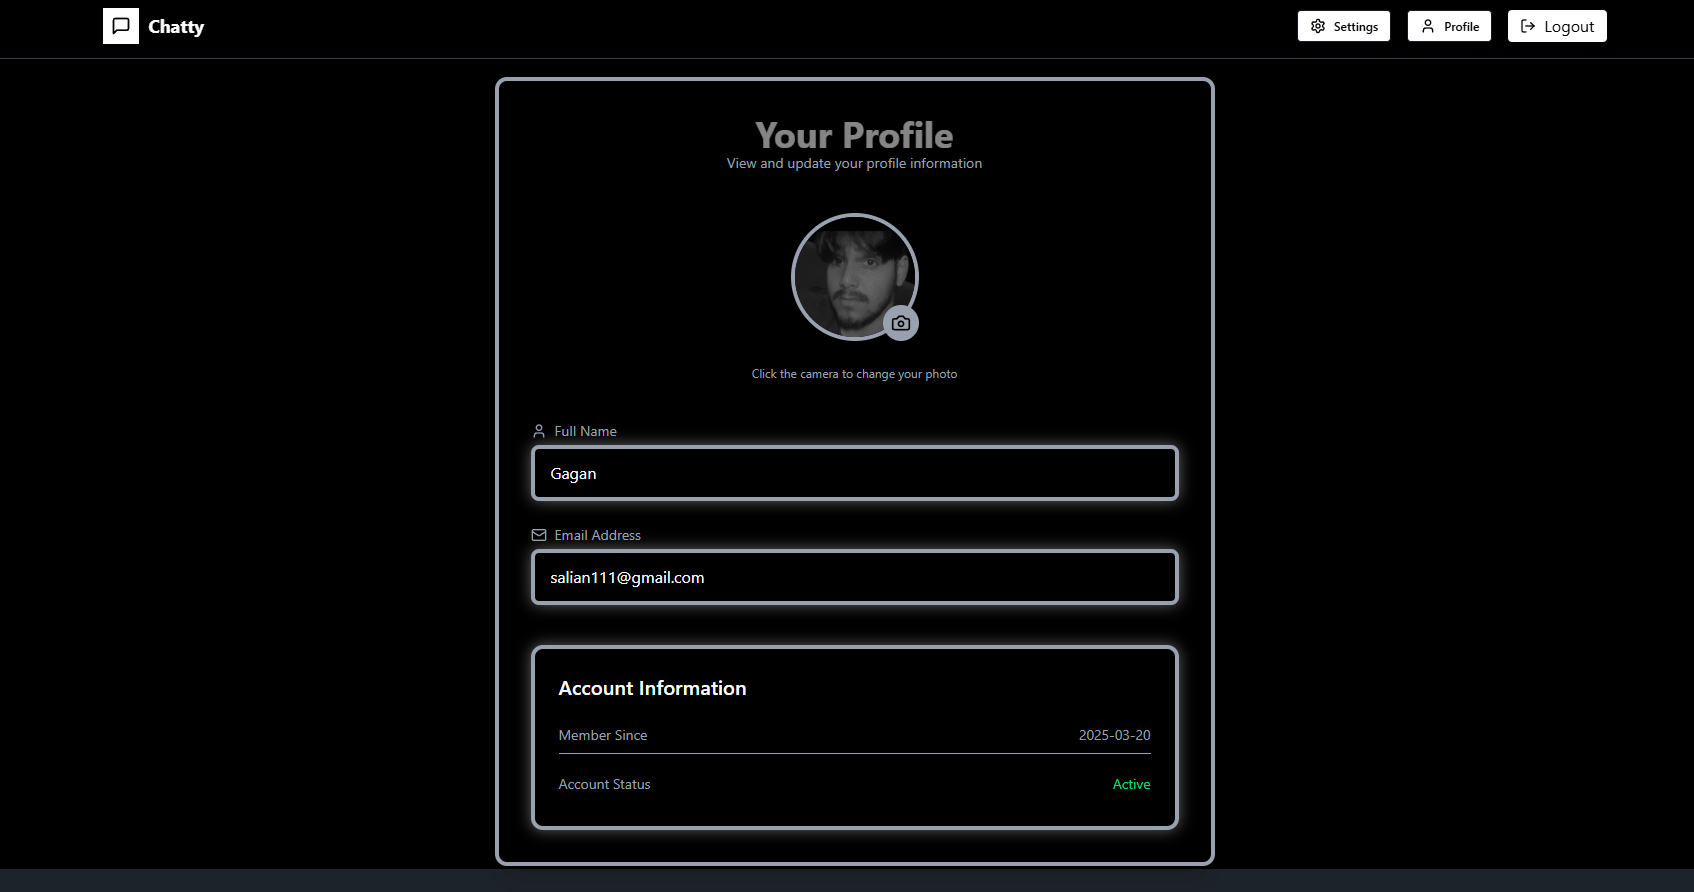 Chatty
Settings
Profile
Logout
Your Profile
View and update your profile information
Click the camera to change your photo
Full Name
Gagan
Email Address
salian111@gmail.com
Account Information
Member Since 2025-03-20
Account Status Active